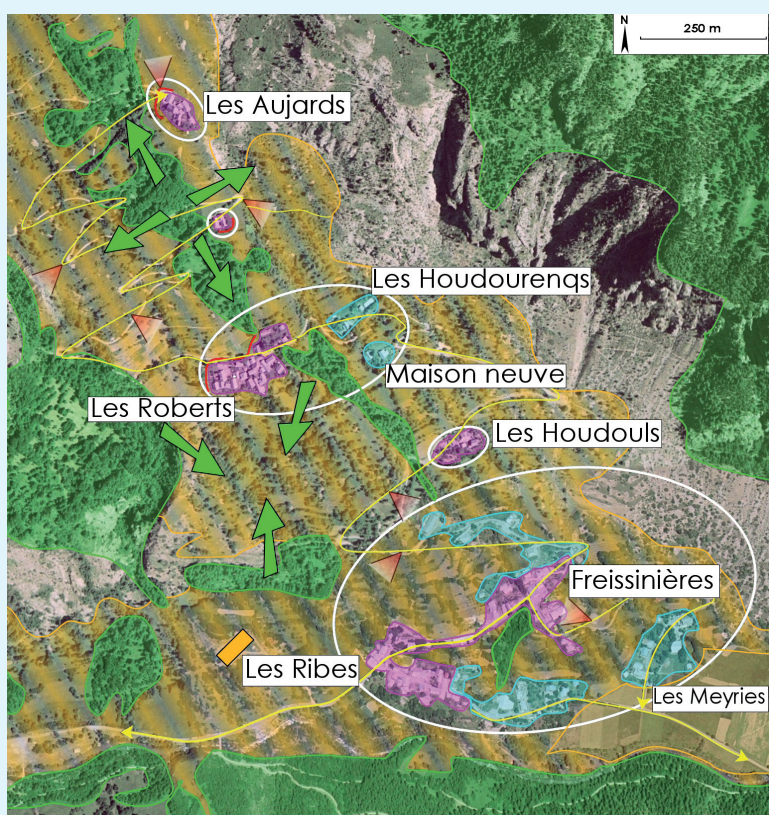 N
250 m
Les Aujards
Les Houdourenqs
Maison neuve
Les Roberts
Les Houdouls
Freissinières
Les Ribes
Les Meyries